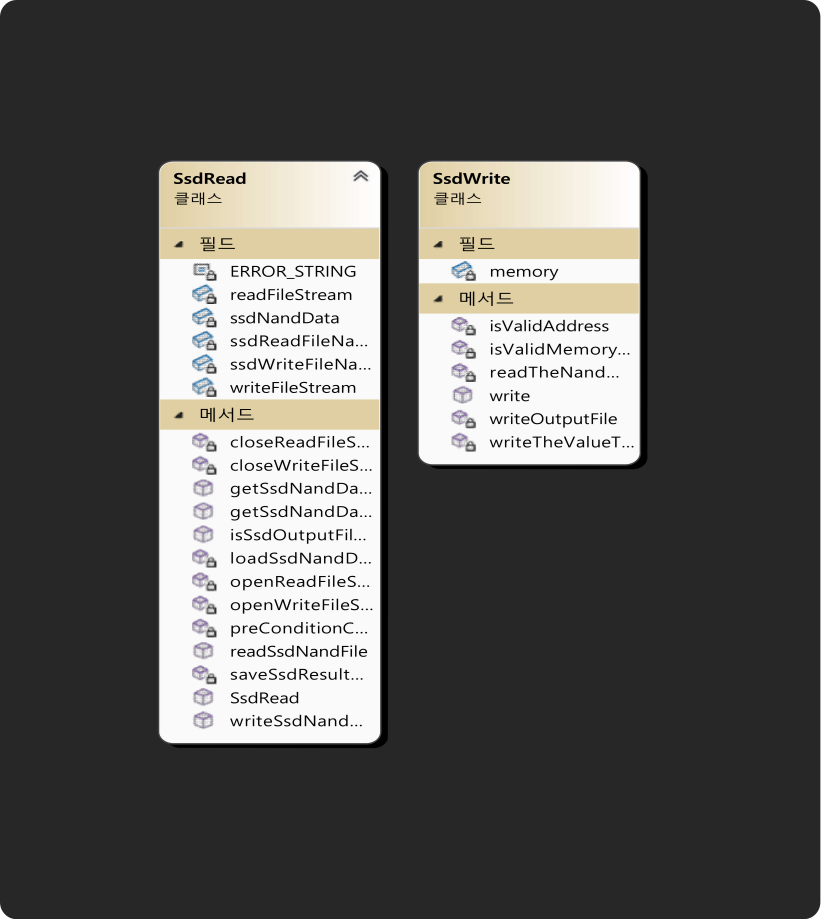 SsdRead
클래스
필드
ERROR_STRING
readFileStream
ssdNandData
ssdReadFileNa...
ssdWriteFileNa...
writeFileStream
메서드
closeReadFileS...
closeWriteFileS...
getSsdNandDa...
getSsdNandDa...
isSsdOutputFil...
loadSsdNandD...
openReadFileS...
openWriteFileS...
preConditionC...
readSsdNandFile
saveSsdResult...
SsdRead
writeSsdNand...
SsdWrite
클래스
필드
memory
메서드
isValidAddress
isValidMemory...
readTheNand...
write
writeOutputFile
writeTheValueT...